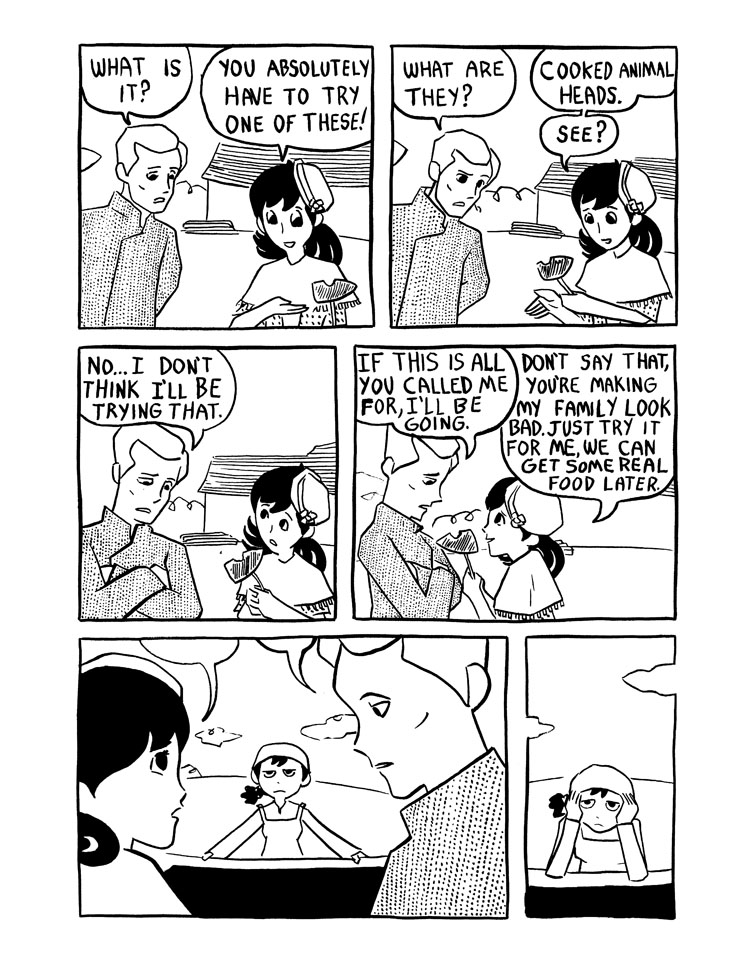 WHAT IS
IT?
YOU ABSOLUTELY
HAVE TO TRY
ONE OF THESE!
WHAT ARE
THEY?
COOKED ANIMAL
HEADS.
SEE?
NO...I DON'T
THINK I'LL BE
TRYING THAT.
IF THIS IS ALL
YOU CALLED ME
FOR, I'LL BE
GOING.
DON'T SAY THAT,
YOU'RE MAKING
MY FAMILY LOOK
BAD. JUST TRY IT
FOR ME, WE CAN
GET SOME REAL
FOOD LATER.